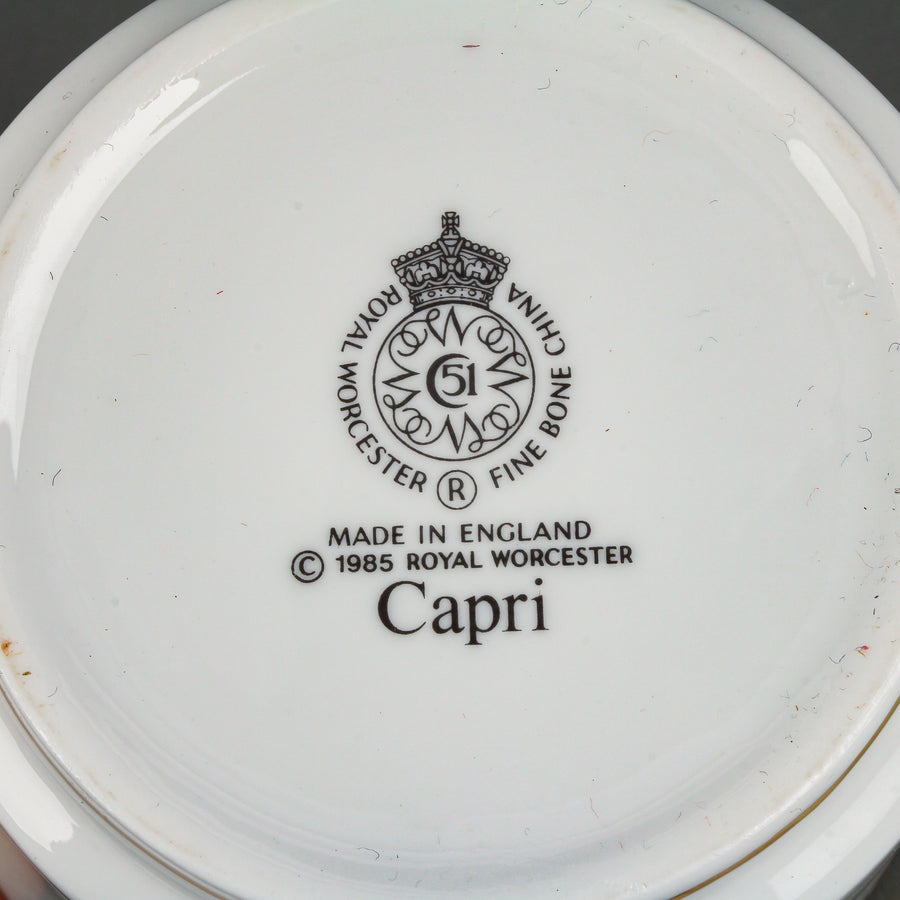 ROYAL WORCESTER ® FINE BONE CHINA
51
MADE IN ENGLAND
© 1985 ROYAL WORCESTER
Capri